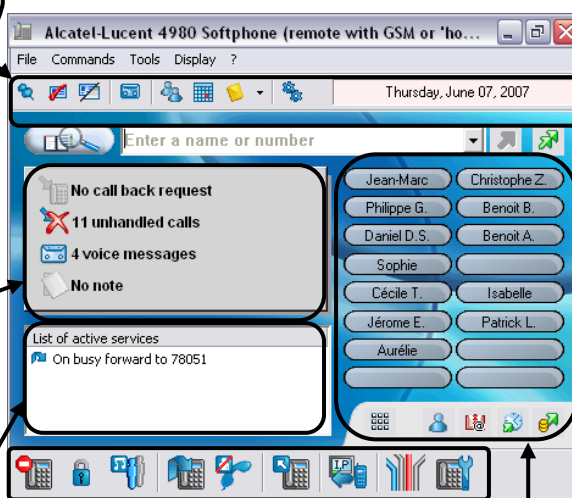 Alcatel-Lucent 4980 Softphone (remote with GSM or 'ho...
File Commands Tools Display ?
Thursday, June 07, 2007
Enter a name or number
No call back request
11 unhandled calls
4 voice messages
No note
Jean-Marc Christophe Z.
Philippe G. Benoit B.
Daniel D.S. Benoit A.
Sophie
Cécile T. Isabelle
Jérome E. Patrick L.
Aurélie
List of active services
On busy forward to 78051
IP